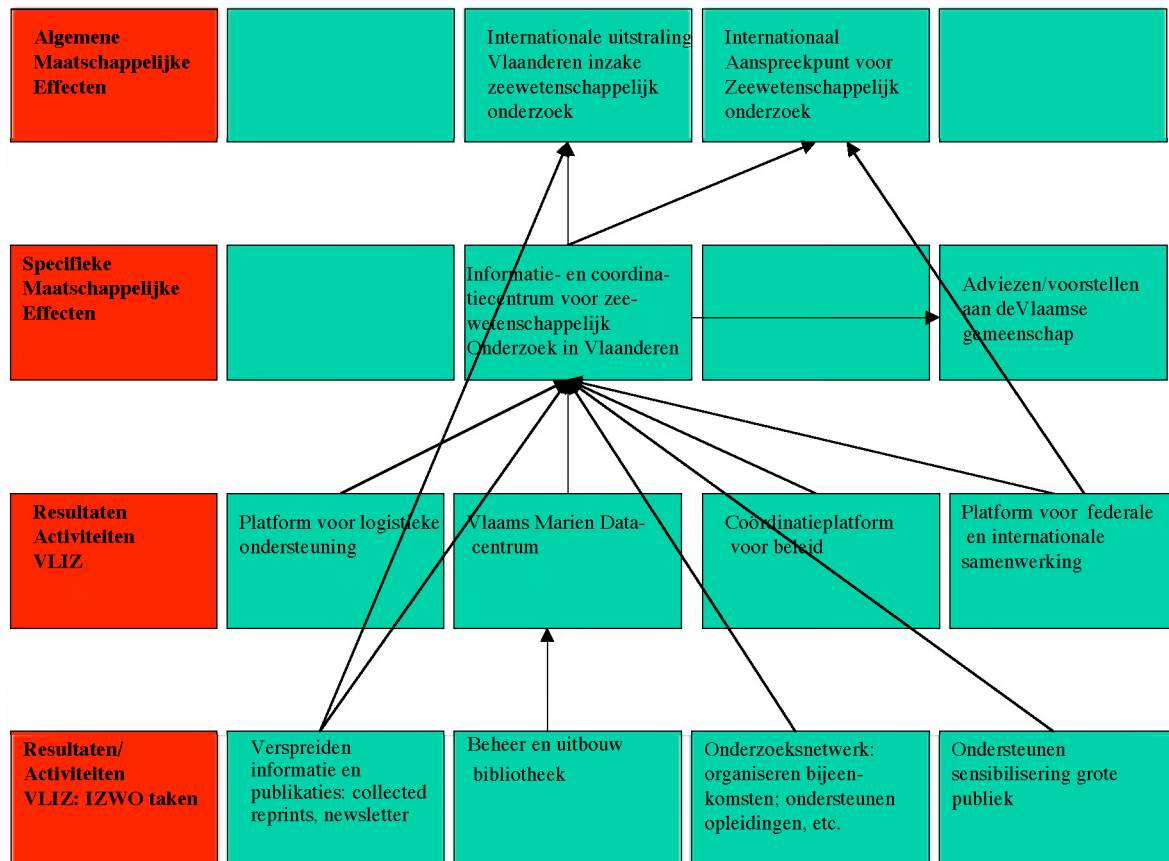 Algemene
Maatschappelijke
Effecten
Internationale uitstraling
Vlaanderen inzake
zeewetenschappelijk
onderzoek
Internationaal
Aanspreekpunt voor
Zeewetenschappelijk
onderzoek
Specifieke
Maatschappelijke
Effecten
Informatie- en coordina-
tiecentrum voor zee-
wetenschappelijk
Onderzoek in Vlaanderen
Adviezen/voorstellen
aan deVlaamse
gemeenschap
Resultaten
Activiteiten
VLIZ
Platform voor logistieke
ondersteuning
Vlaams Marien Data-
centrum
Coördinatieplatform
voor beleid
Platform voor federale
en internationale
samenwerking
Resultaten/
Activiteiten
VLIZ: IZWO taken
Verspreiden
informatie en
publikaties: collected
reprints, newsletter
Beheer en uitbouw
bibliotheek
Onderzoeksnetwerk:
organiseren bijeen-
komsten; ondersteunen
opleidingen, etc.
Ondersteunen
sensibilisering grote
publiek